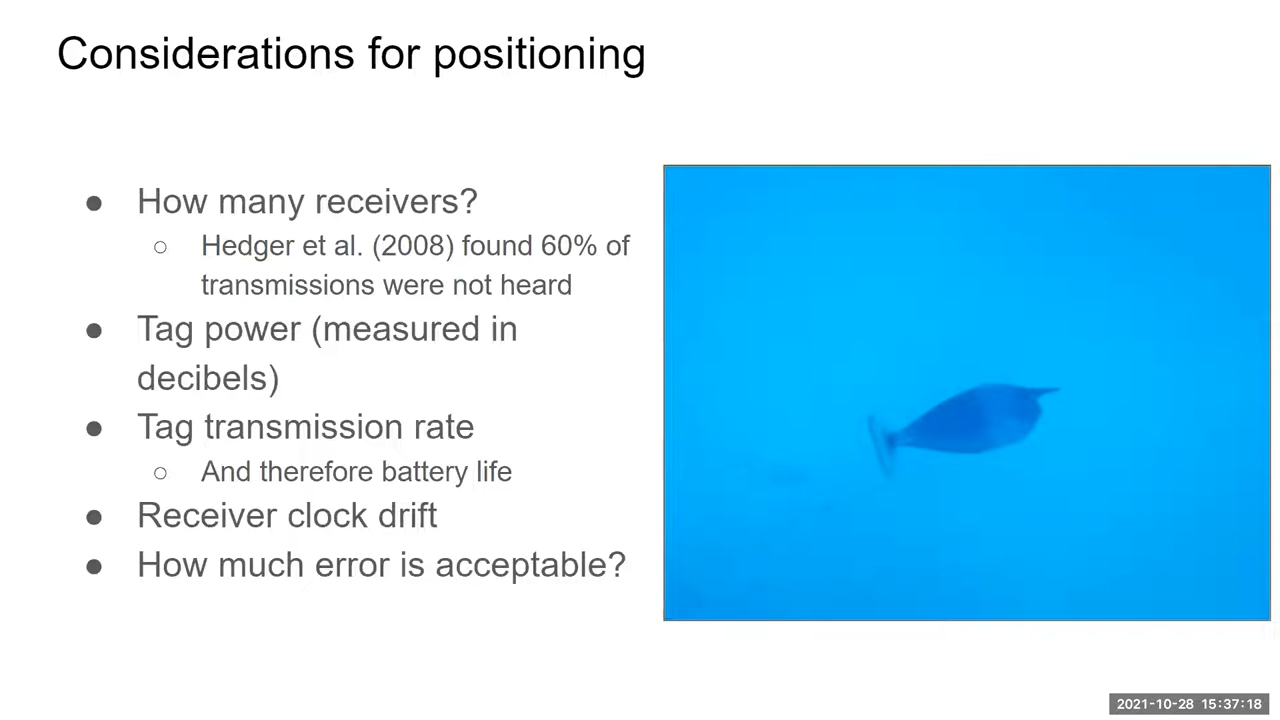 Considerations for positioning
● How many receivers?
○ Hedger et al. (2008) found 60% of
transmissions were not heard
● Tag power (measured in
decibels)
● Tag transmission rate
○ And therefore battery life
● Receiver clock drift
● How much error is acceptable?
2021-10-28 15:37:18